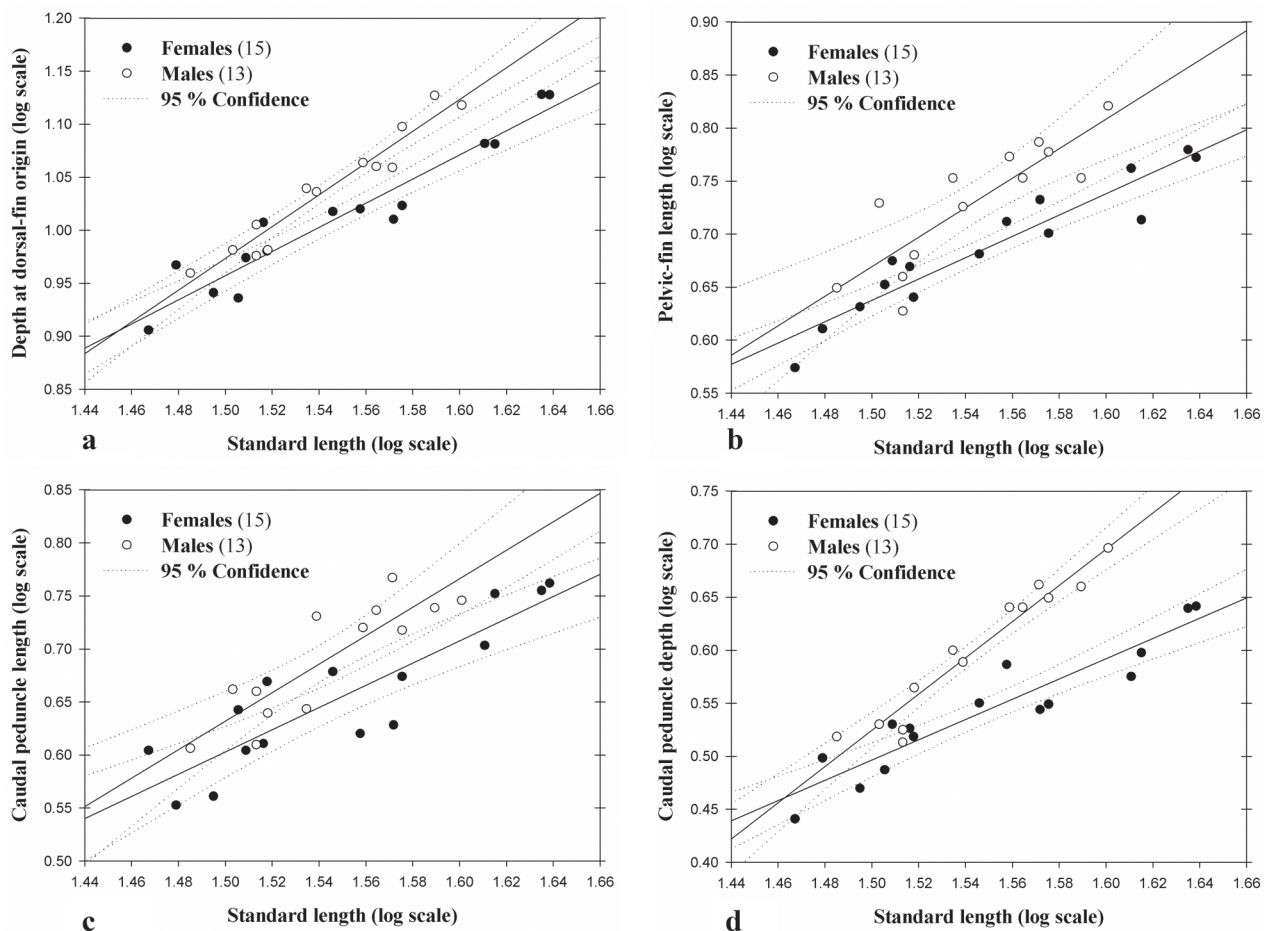 Depth at dorsal-fin origin (log scale)
1.20
1.15
1.10
1.05
1.00
0.95
0.90
0.85
Females (15)
Males (13)
95 % Confidence
1.44 1.46 1.48 1.50 1.52 1.54 1.56 1.58 1.60 1.62 1.64 1.66
a
Standard length (log scale)
Pelvic-fin length (log scale)
0.90
0.85
0.80
0.75
0.70
0.65
0.60
0.55
Females (15)
Males (13)
95 % Confidence
1.44 1.46 1.48 1.50 1.52 1.54 1.56 1.58 1.60 1.62 1.64 1.66
b
Standard length (log scale)
Caudal peduncle length (log scale)
0.85
0.80
0.75
0.70
0.65
0.60
0.55
0.50
Females (15)
Males (13)
95 % Confidence
1.44 1.46 1.48 1.50 1.52 1.54 1.56 1.58 1.60 1.62 1.64 1.66
c
Standard length (log scale)
Caudal peduncle depth (log scale)
0.75
0.70
0.65
0.60
0.55
0.50
0.45
0.40
Females (15)
Males (13)
95 % Confidence
1.44 1.46 1.48 1.50 1.52 1.54 1.56 1.58 1.60 1.62 1.64 1.66
d
Standard length (log scale)